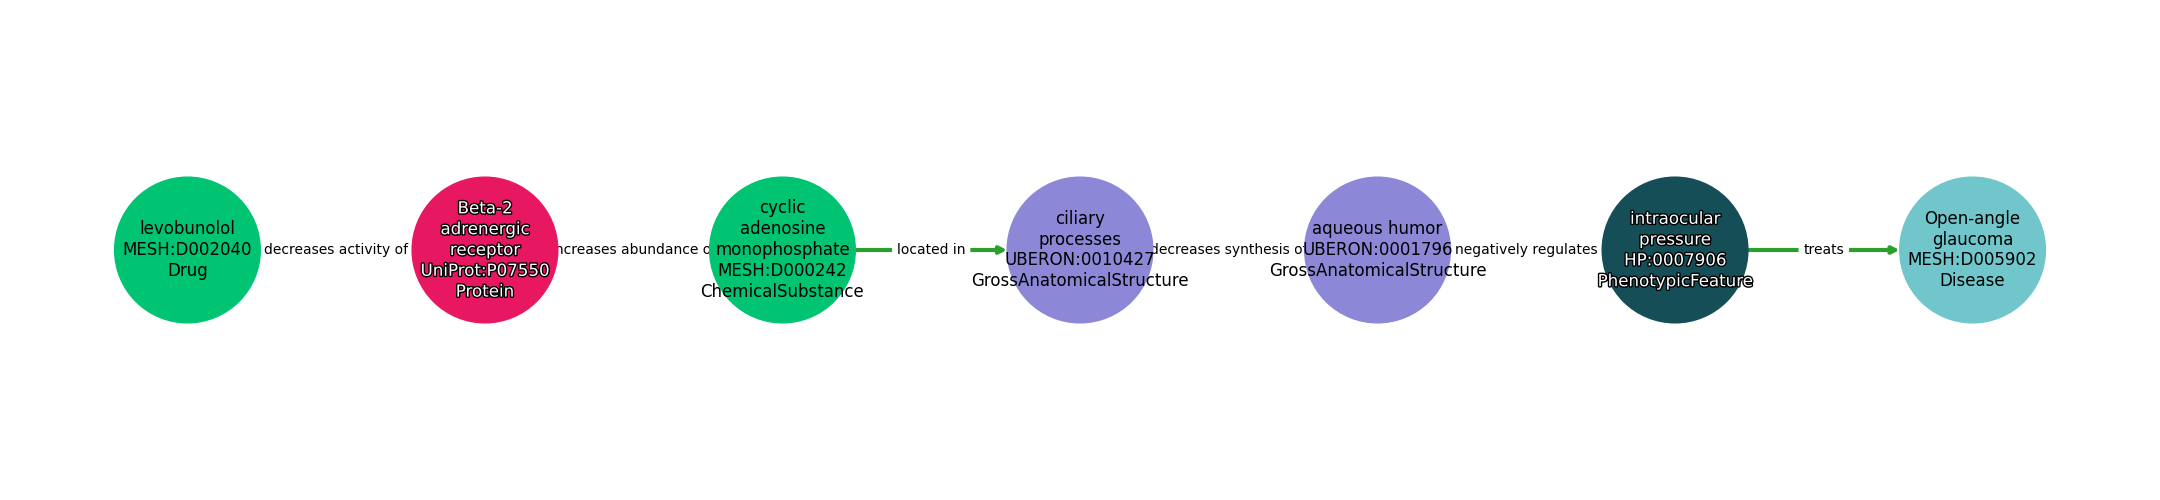 levobunolol
MESH:D002040
Drug
decreases activity of
Beta-2
adrenergic
receptor
UniProt:P07550
Protein
ncreases abundance o
cyclic
adenosine
monophosphate
MESH:D000242
ChemicalSubstance
located in
ciliary
processes
UBERON:0010427
GrossAnatomicalStructure
decreases synthesis of
aqueous humor
UBERON:0001796
GrossAnatomicalStructure
negatively regulates
intraocular
pressure
HP:0007906
PhenotypicFeature
treats
Open-angle
glaucoma
MESH:D005902
Disease